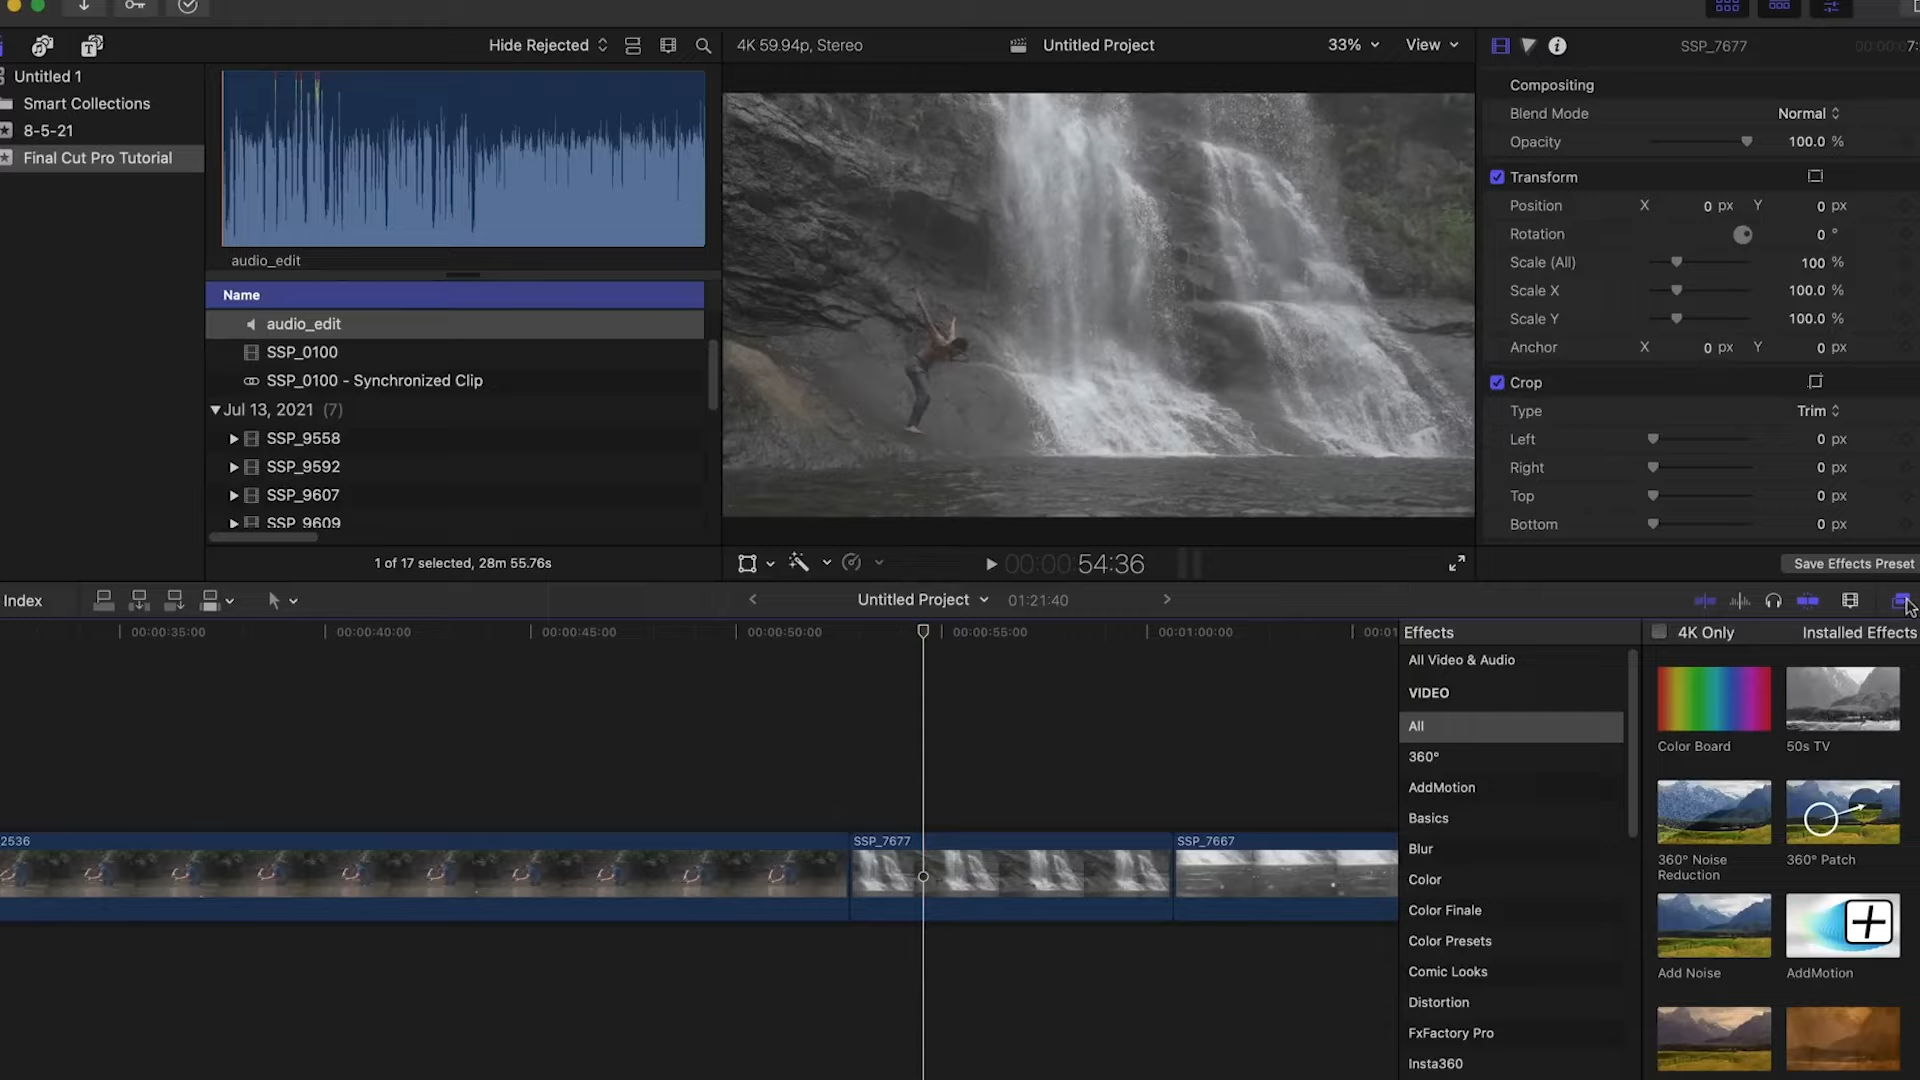 Hide Rejected
4K 59.94p, Stereo
Untitled Project
33%
View
SSP_7677
00:00:07:
Untitled 1
Smart Collections
8-5-21
Final Cut Pro Tutorial
audio_edit
Name
audio_edit
SSP_0100
SSP_0100 - Synchronized Clip
Jul 13, 2021 (7)
SSP_9558
SSP_9592
SSP_9607
SSP_9609
1 of 17 selected, 28m 55.76s
00:00:54:36
Compositing
Blend Mode Normal
Opacity 100.0 %
Transform
Position X 0 px Y 0 px
Rotation 0 °
Scale (All) 100 %
Scale X 100.0 %
Scale Y 100.0 %
Anchor X 0 px Y 0 px
Crop
Type Trim
Left 0 px
Right 0 px
Top 0 px
Bottom 0 px
Save Effects Preset
Index
Untitled Project 01:21:40
00:00:35:00
00:00:40:00
00:00:45:00
00:00:50:00
00:00:55:00
00:01:00:00
00:01
2536
SSP_7677
SSP_7667
Effects
All Video & Audio
VIDEO
All
360°
AddMotion
Basics
Blur
Color
Color Finale
Color Presets
Comic Looks
Distortion
FxFactory Pro
Insta360
4K Only
Installed Effects
Color Board
50s TV
360° Noise
Reduction
360° Patch
Add Noise
AddMotion